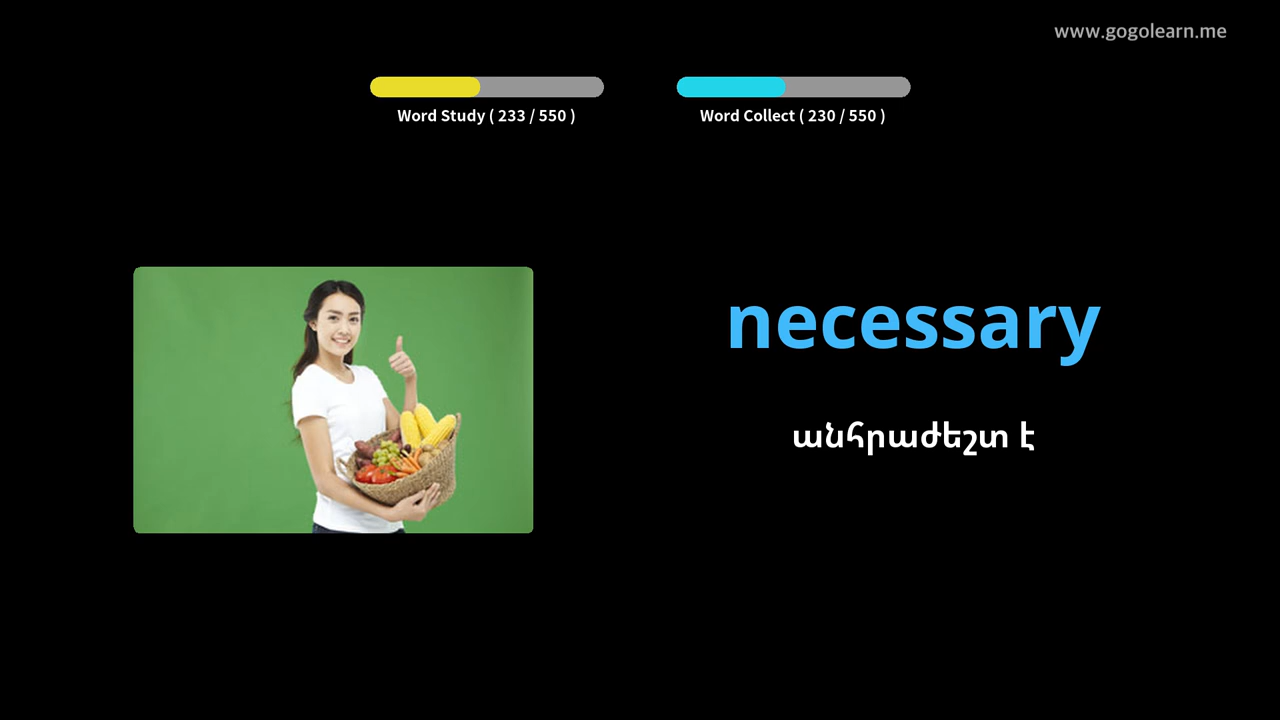 www.gogolearn.me
Word Study ( 233 / 550 )
Word Collect ( 230 / 550 )
necessary
անհրաժեշտ է